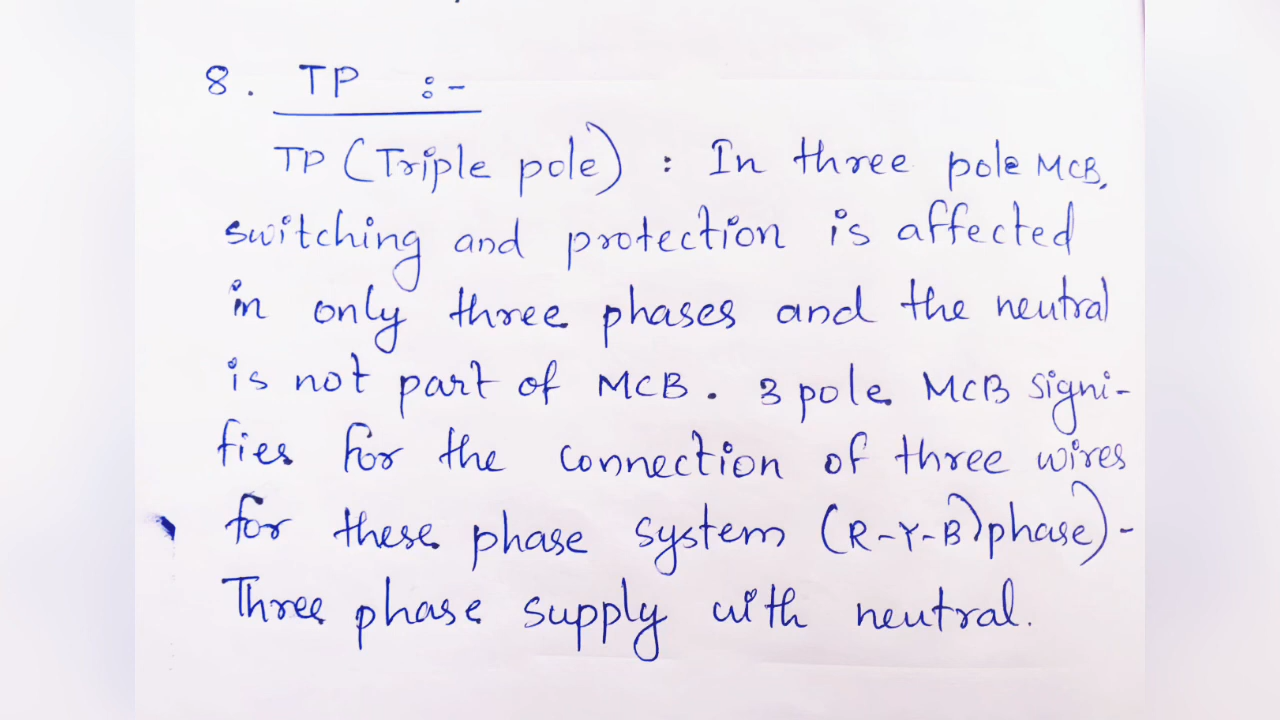 8. TP :-
TP (Triple pole) : In three pole MCB,
switching and protection is affected
in only three phases and the neutral
is not part of MCB. 3 pole MCB signi-
fies for the connection of three wires
for these phase system (R-Y-B) phase) -
Three phase supply with neutral.